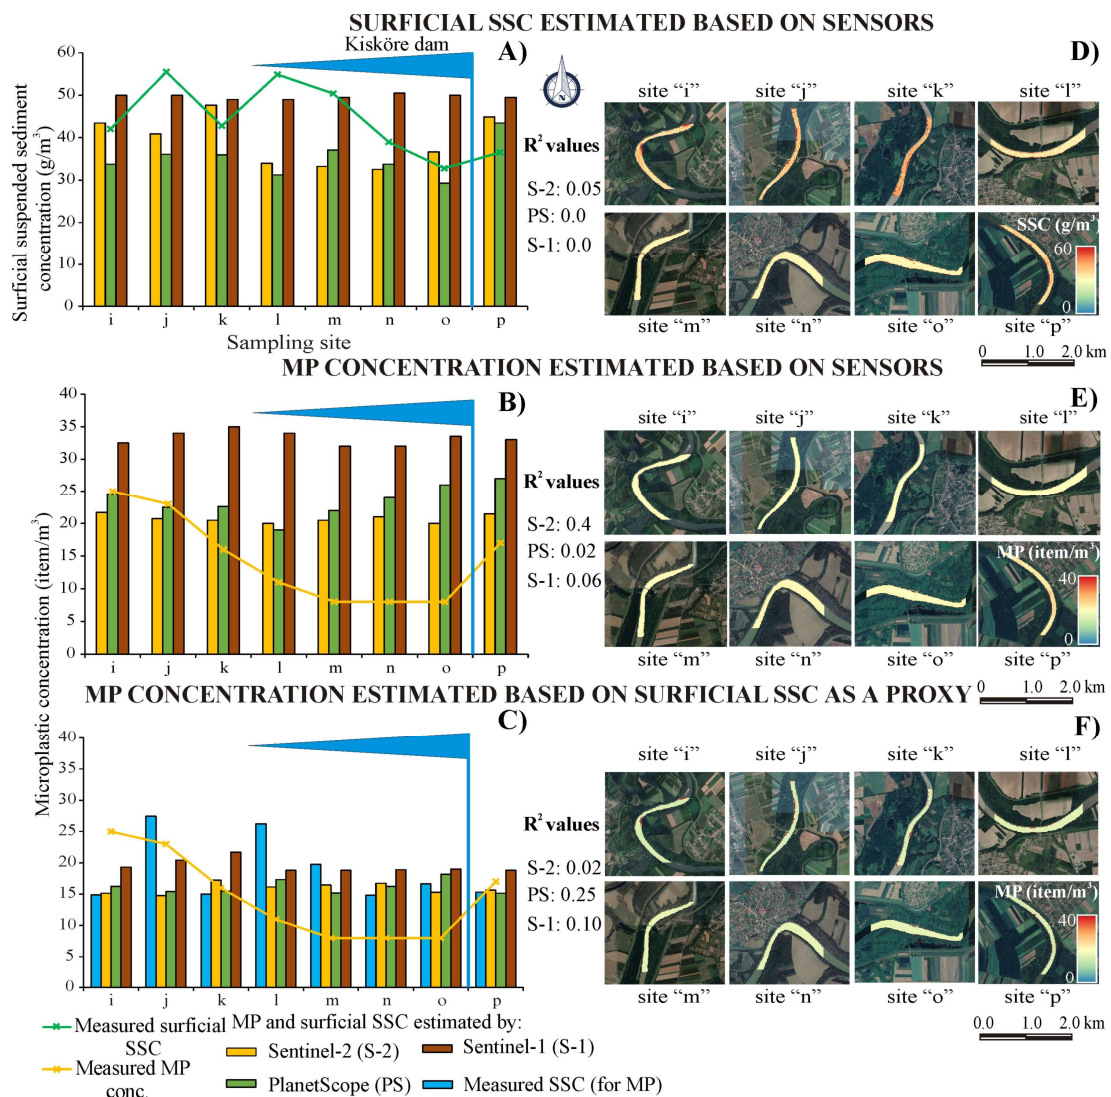 SURFICIAL SSC ESTIMATED BASED ON SENSORS
Kisköre dam
A)
Surficial suspended sediment
concentration (g/m³)
60
50
40
30
20
10
0
i j k l m n o p
Sampling site
N
R² values
S-2: 0.05
PS: 0.0
S-1: 0.0
D)
site “i” site “j” site “k” site “l”
SSC (g/m³)
60
0
site “m” site “n” site “o” site “p”
0 1.0 2.0 km
MP CONCENTRATION ESTIMATED BASED ON SENSORS
B)
Microplastic concentration (item/m³)
40
35
30
25
20
15
10
5
0
i j k l m n o p
R² values
S-2: 0.4
PS: 0.02
S-1: 0.06
E)
site “i” site “j” site “k” site “l”
MP (item/m³)
40
0
site “m” site “n” site “o” site “p”
0 1.0 2.0 km
MP CONCENTRATION ESTIMATED BASED ON SURFICIAL SSC AS A PROXY
C)
40
35
30
25
20
15
10
5
0
i j k l m n o p
R² values
S-2: 0.02
PS: 0.25
S-1: 0.10
F)
site “i” site “j” site “k” site “l”
MP (item/m³)
40
0
site “m” site “n” site “o” site “p”
0.0 1.0 2.0 km
Measured surficial
SSC
Measured MP
conc.
MP and surficial SSC estimated by:
Sentinel-2 (S-2)
Sentinel-1 (S-1)
PlanetScope (PS)
Measured SSC (for MP)